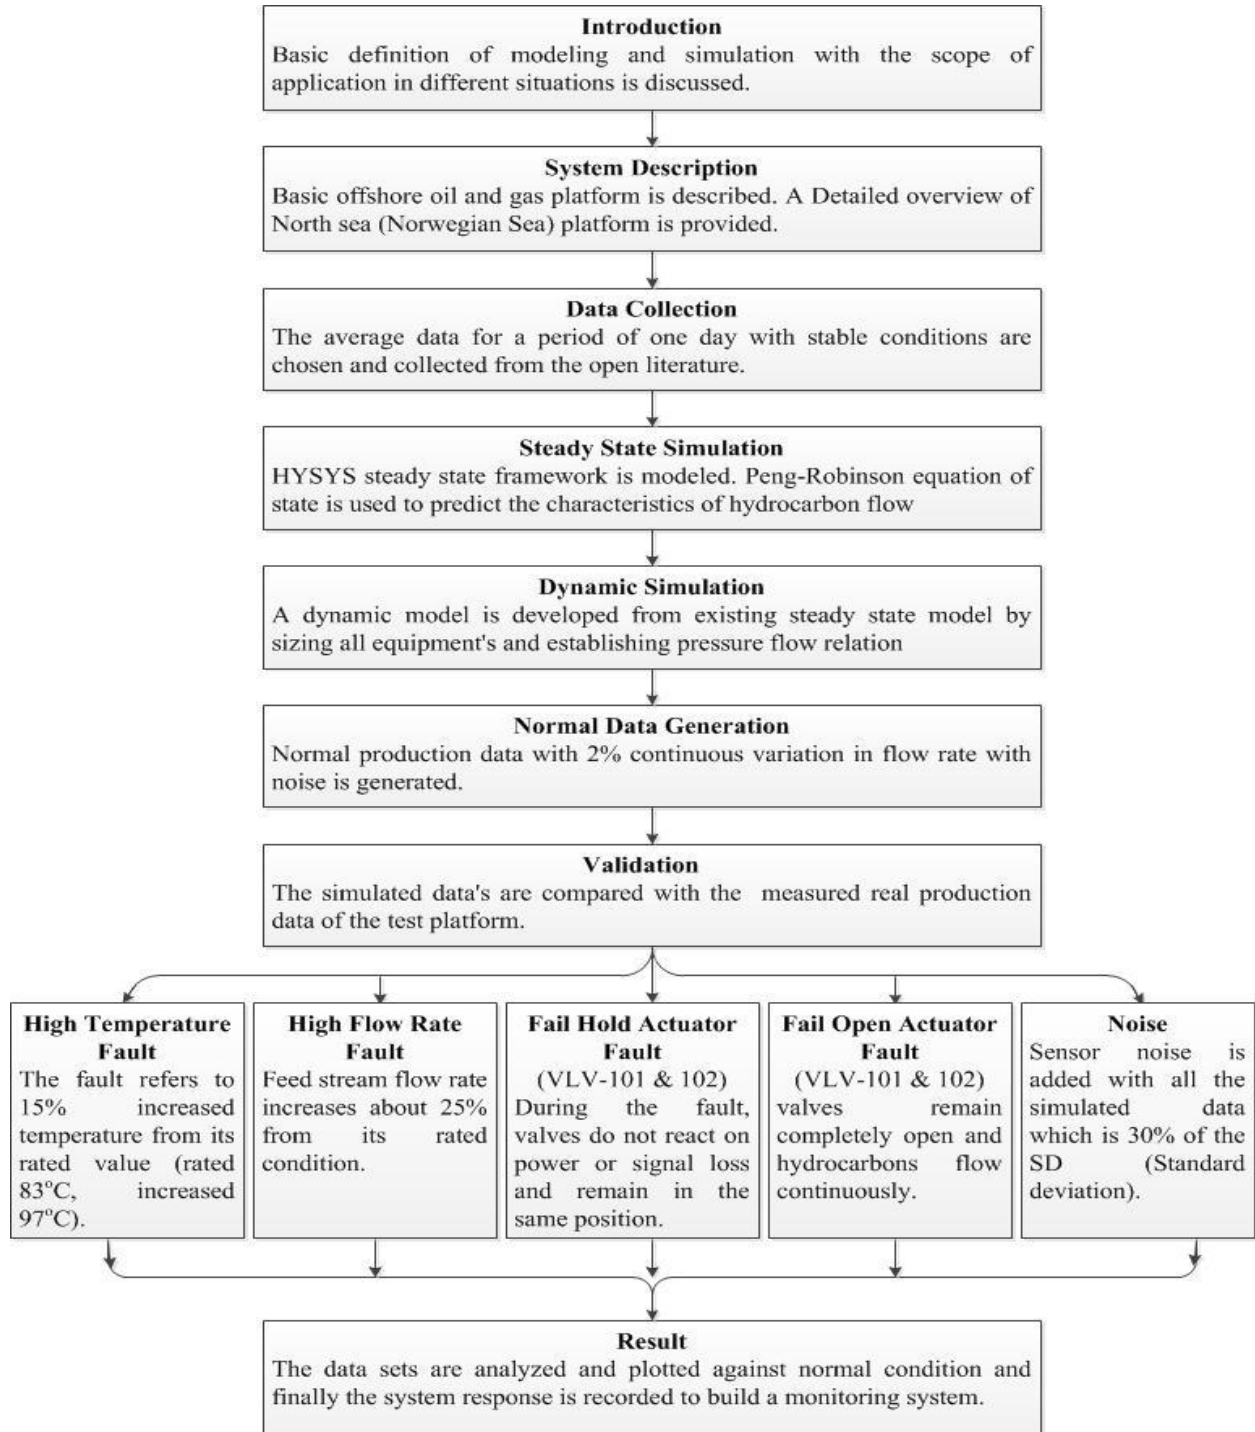 Introduction
Basic definition of modeling and simulation with the scope of
application in different situations is discussed.
System Description
Basic offshore oil and gas platform is described. A Detailed overview of
North sea (Norwegian Sea) platform is provided.
Data Collection
The average data for a period of one day with stable conditions are
chosen and collected from the open literature.
Steady State Simulation
HYSYS steady state framework is modeled. Peng-Robinson equation of
state is used to predict the characteristics of hydrocarbon flow
Dynamic Simulation
A dynamic model is developed from existing steady state model by
sizing all equipment's and establishing pressure flow relation
Normal Data Generation
Normal production data with 2% continuous variation in flow rate with
noise is generated.
Validation
The simulated data's are compared with the measured real production
data of the test platform.
High Temperature
Fault
The fault refers to
15% increased
temperature from its
rated value (rated
83°C, increased
97°C).
High Flow Rate
Fault
Feed stream flow rate
increases about 25%
from its rated
condition.
Fail Hold Actuator
Fault
(VLV-101 & 102)
During the fault,
valves do not react on
power or signal loss
and remain in the
same position.
Fail Open Actuator
Fault
(VLV-101 & 102)
valves remain
completely open and
hydrocarbons flow
continuously.
Noise
Sensor noise is
added with all the
simulated data
which is 30% of the
SD (Standard
deviation).
Result
The data sets are analyzed and plotted against normal condition and
finally the system response is recorded to build a monitoring system.